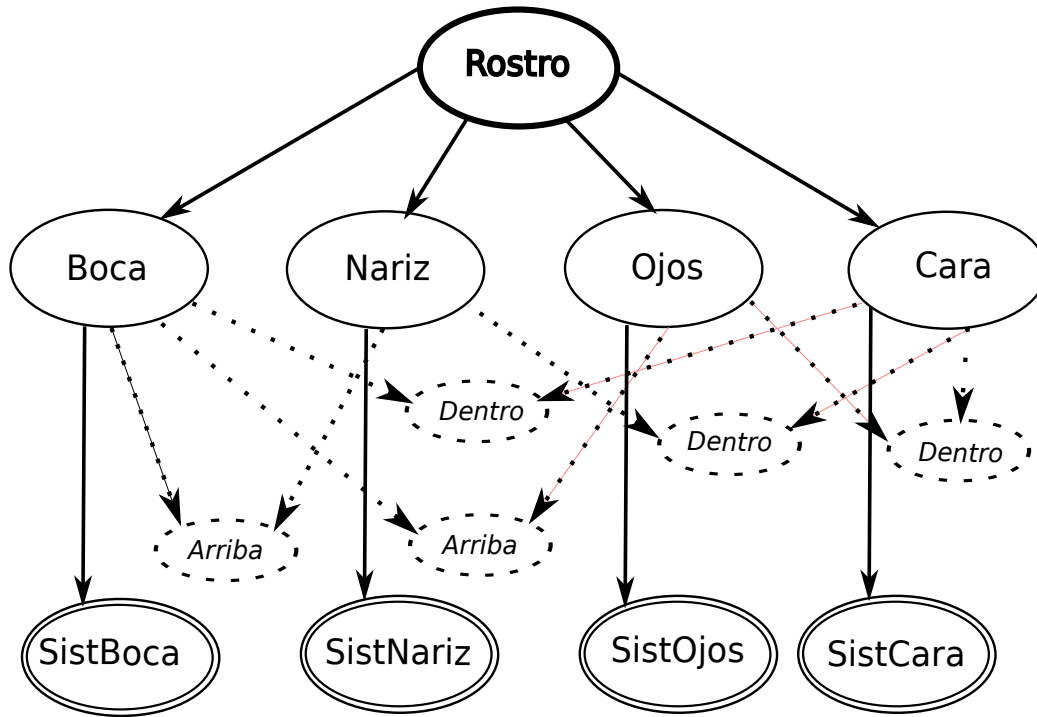 Rostro
Boca
Nariz
Ojos
Cara
Dentro
Dentro
Dentro
Arriba
Arriba
SistBoca
SistNariz
SistOjos
SistCara